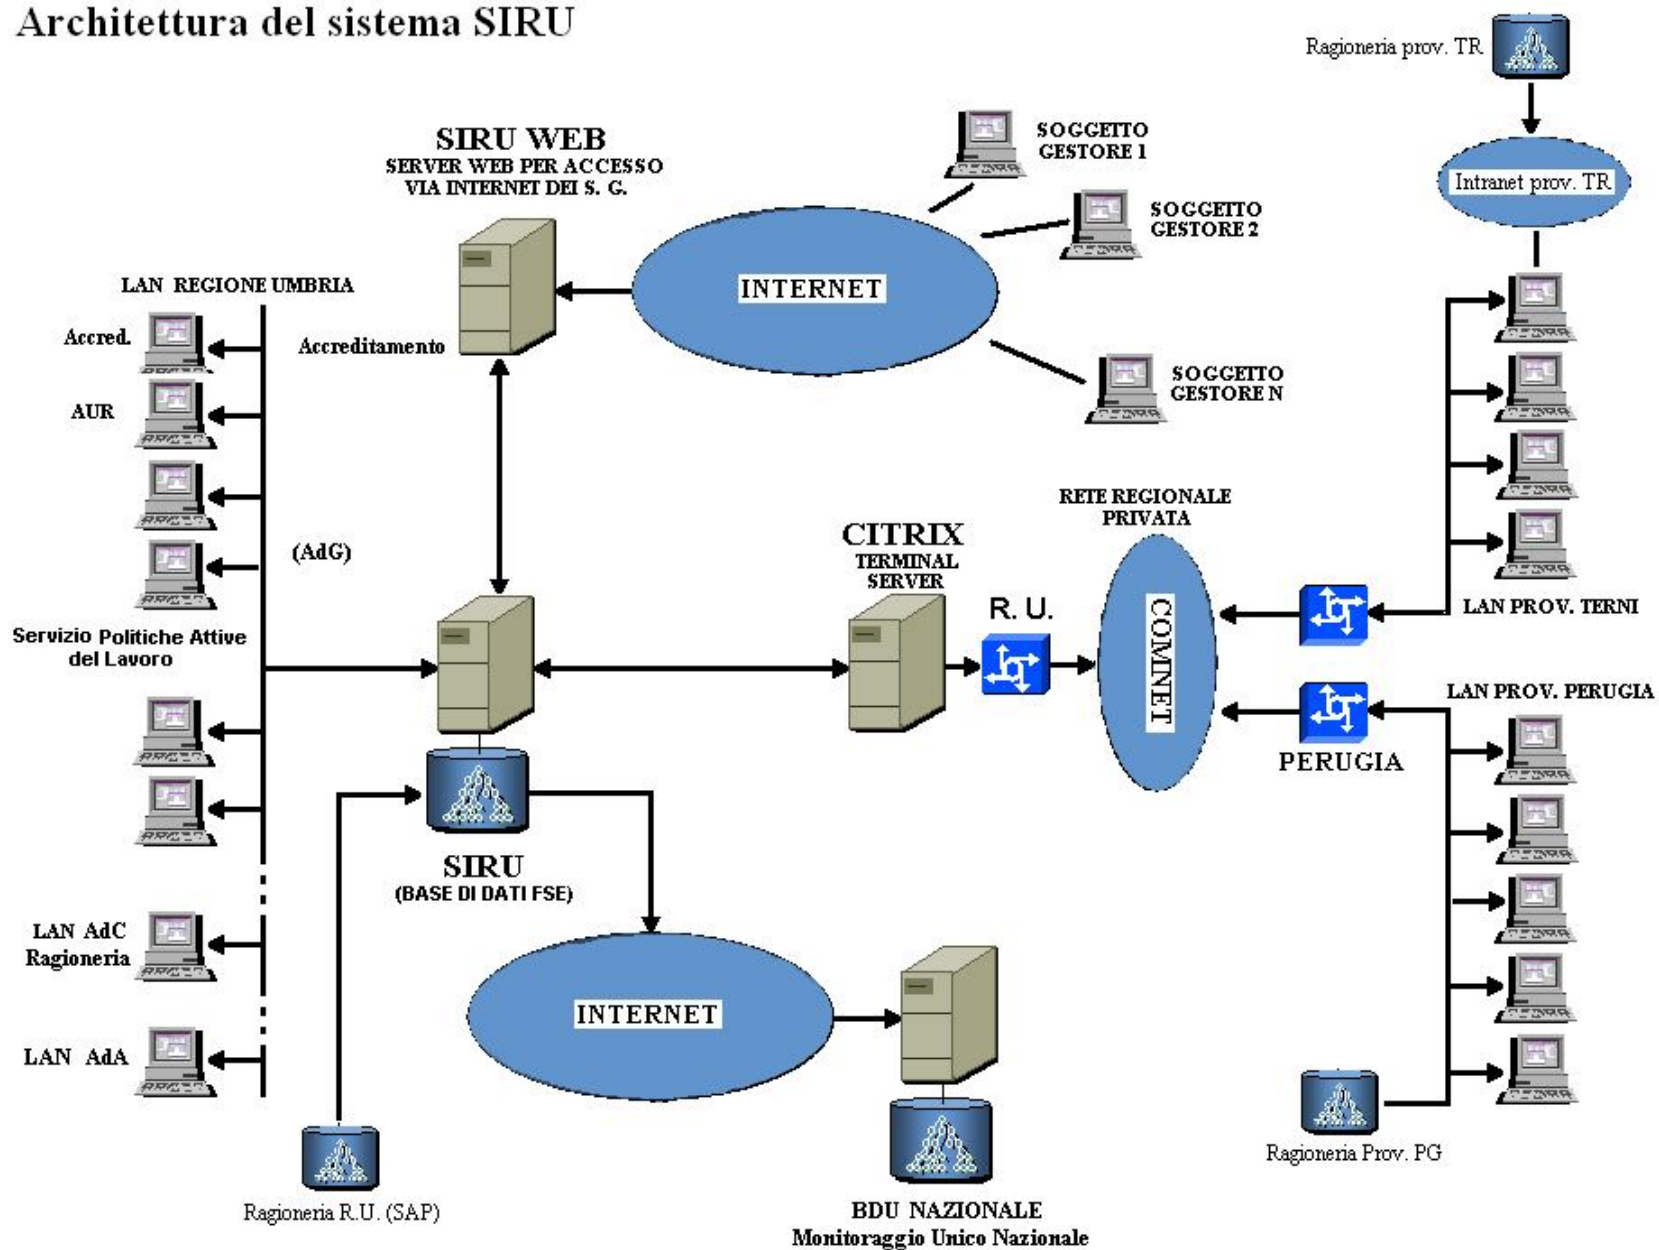 Architettura del sistema SIRU
Ragioneria prov. TR
SIRU WEB
SERVER WEB PER ACCESSO
VIA INTERNET DEI S. G.
SOGGETTO
GESTORE 1
Intranet prov. TR
SOGGETTO
GESTORE 2
LAN REGIONE UMBRIA
INTERNET
Accred.
Accreditamento
SOGGETTO
GESTORE N
AUR
RETE REGIONALE
PRIVATA
(AdG)
CITRIX
TERMINAL
SERVER
R. U.
COMNET
LAN PROV. TERNI
Servizio Politiche Attive
del Lavoro
LAN PROV. PERUGIA
PERUGIA
SIRU
(BASE DI DATI FSE)
LAN AdC
Ragioneria
INTERNET
LAN AdA
Ragioneria Prov. PG
Ragioneria R.U. (SAP)
BDU NAZIONALE
Monitoraggio Unico Nazionale